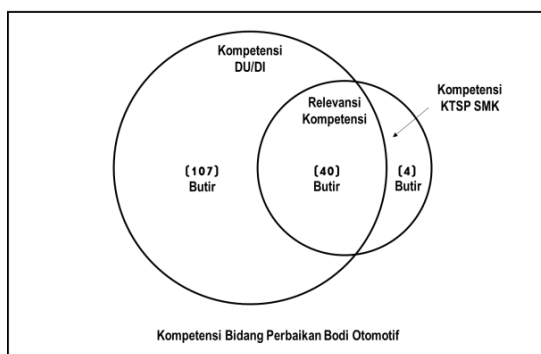 Kompetensi
DU/DI
Relevansi
Kompetensi
Kompetensi
KTSP SMK
(107)
Butir
(40)
Butir
(4)
Butir
Kompetensi Bidang Perbaikan Bodi Otomotif